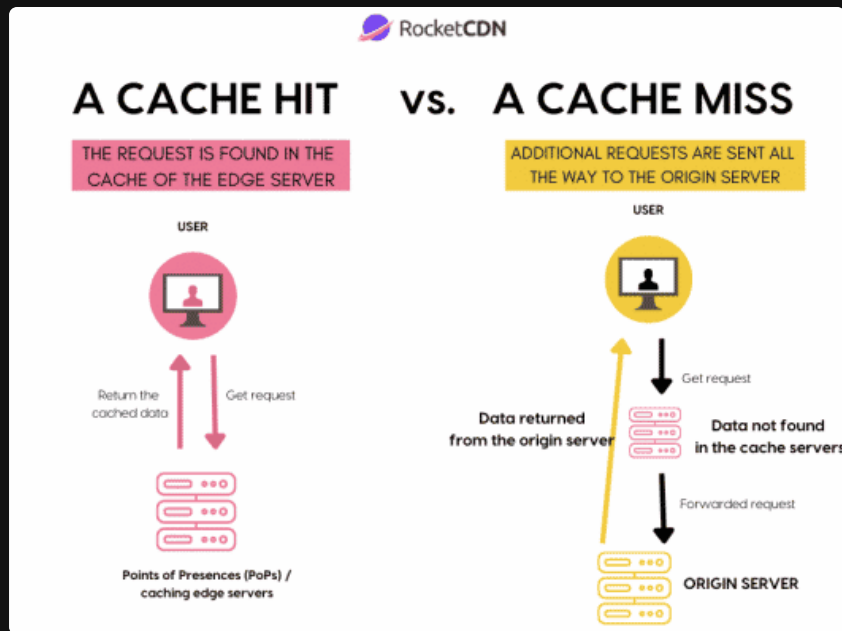 RocketCDN
A CACHE HIT vs. A CACHE MISS
THE REQUEST IS FOUND IN THE
CACHE OF THE EDGE SERVER
ADDITIONAL REQUESTS ARE SENT ALL
THE WAY TO THE ORIGIN SERVER
USER
Return the
cached data
Get request
Points of Presences (PoPs) /
caching edge servers
USER
Get request
Data returned
from the origin server
Data not found
in the cache servers
Forwarded request
ORIGIN SERVER